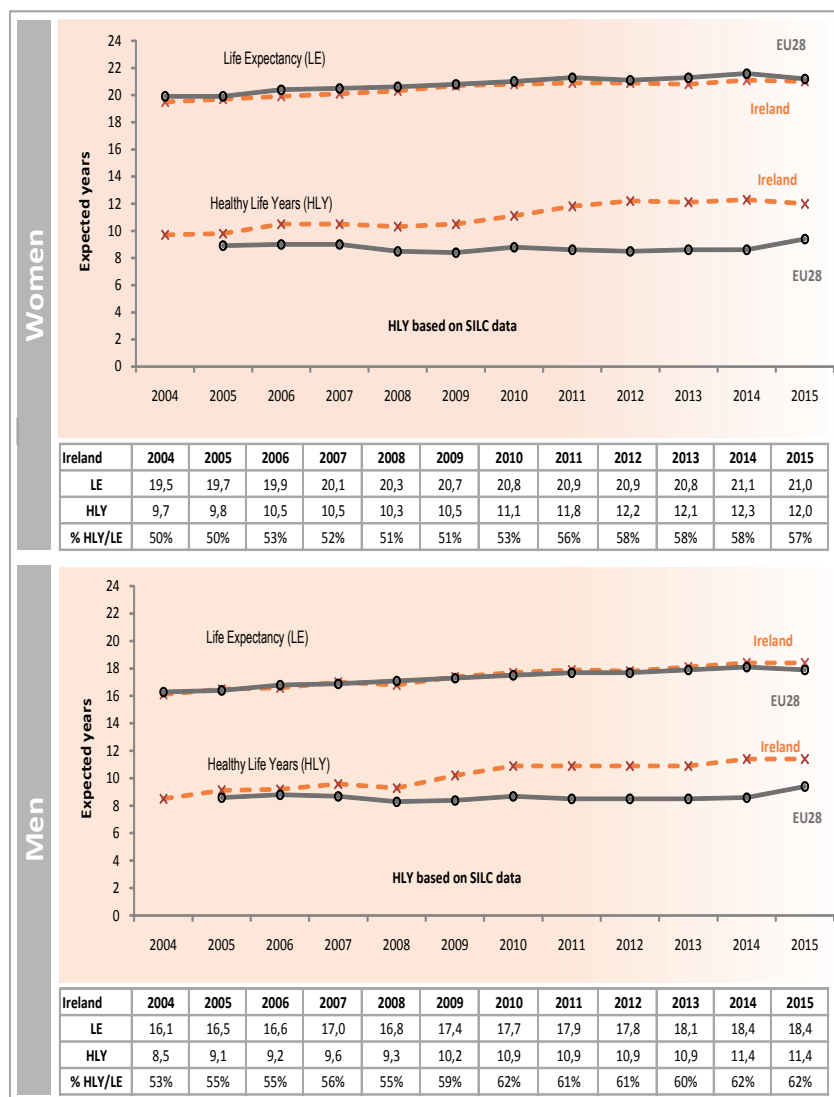 Women
24
22
20
18
16
14
12
10
8
6
4
2
0
Expected years
Life Expectancy (LE)
EU28
Ireland
Healthy Life Years (HLY)
Ireland
EU28
HLY based on SILC data
2004 2005 2006 2007 2008 2009 2010 2011 2012 2013 2014 2015
Ireland 2004 2005 2006 2007 2008 2009 2010 2011 2012 2013 2014 2015
LE 19,5 19,7 19,9 20,1 20,3 20,7 20,8 20,9 20,9 20,8 21,1 21,0
HLY 9,7 9,8 10,5 10,5 10,3 10,5 11,1 11,8 12,2 12,1 12,3 12,0
% HLY/LE 50% 50% 53% 52% 51% 51% 53% 56% 58% 58% 58% 57%
Men
24
22
20
18
16
14
12
10
8
6
4
2
0
Expected years
Life Expectancy (LE)
Ireland
EU28
Healthy Life Years (HLY)
Ireland
EU28
HLY based on SILC data
2004 2005 2006 2007 2008 2009 2010 2011 2012 2013 2014 2015
Ireland 2004 2005 2006 2007 2008 2009 2010 2011 2012 2013 2014 2015
LE 16,1 16,5 16,6 17,0 16,8 17,4 17,7 17,9 17,8 18,1 18,4 18,4
HLY 8,5 9,1 9,2 9,6 9,3 10,2 10,9 10,9 10,9 10,9 11,4 11,4
% HLY/LE 53% 55% 55% 56% 55% 59% 62% 61% 61% 60% 62% 62%